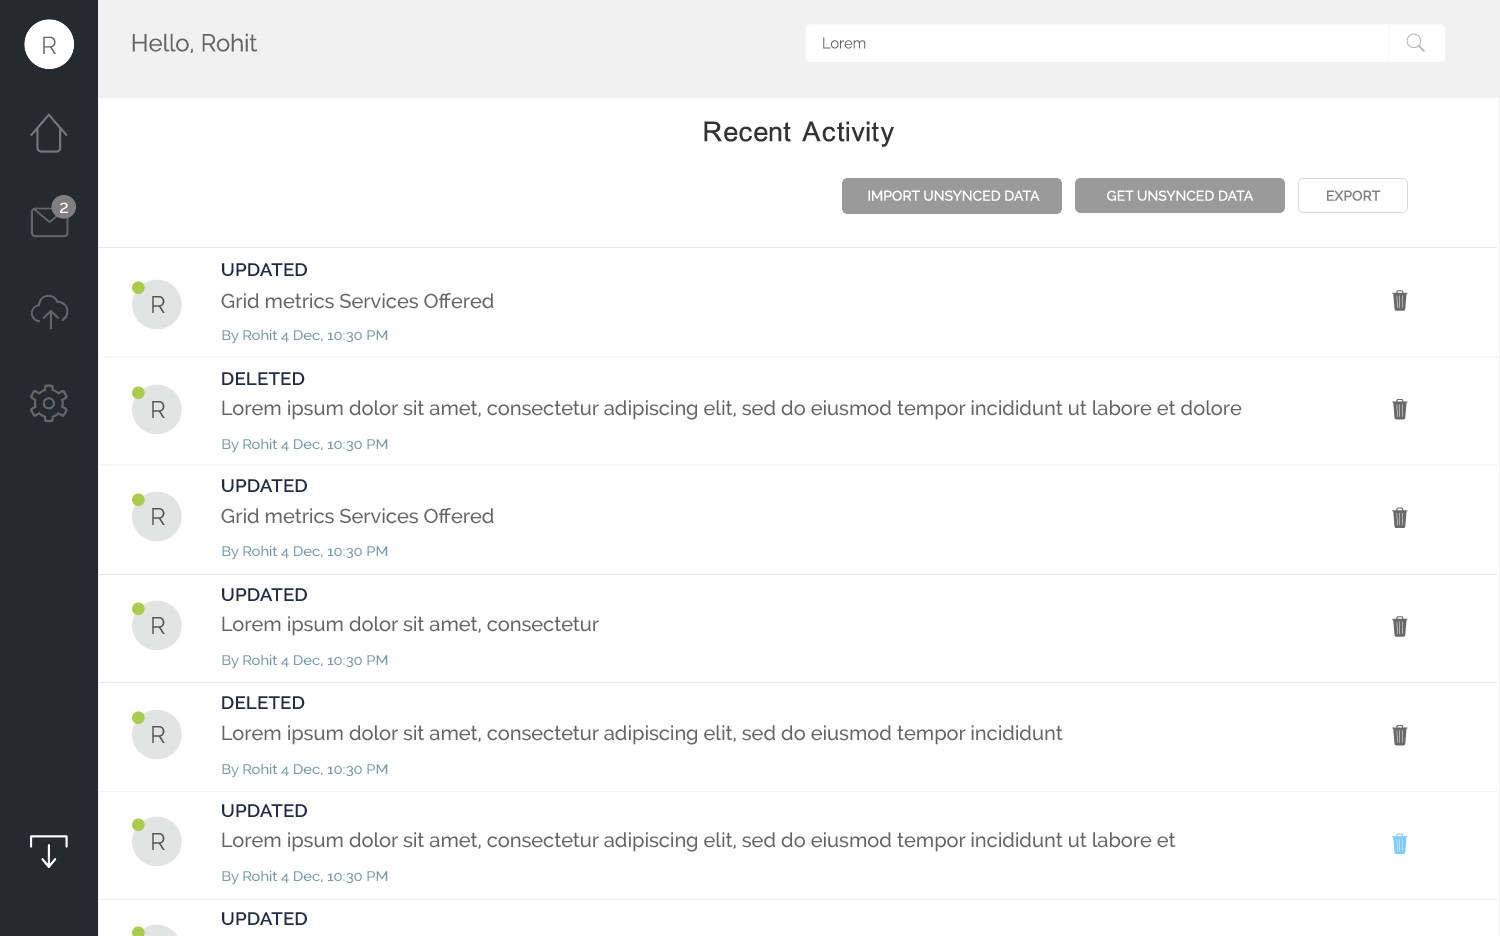 R
Hello, Rohit
Lorem
2
Recent Activity
IMPORT UNSYNCED DATA
GET UNSYNCED DATA
EXPORT
UPDATED
R
Grid metrics Services Offered
By Rohit 4 Dec, 10:30 PM
DELETED
R
Lorem ipsum dolor sit amet, consectetur adipiscing elit, sed do eiusmod tempor incididunt ut labore et dolore
By Rohit 4 Dec, 10:30 PM
UPDATED
R
Grid metrics Services Offered
By Rohit 4 Dec, 10:30 PM
UPDATED
R
Lorem ipsum dolor sit amet, consectetur
By Rohit 4 Dec, 10:30 PM
DELETED
R
Lorem ipsum dolor sit amet, consectetur adipiscing elit, sed do eiusmod tempor incididunt
By Rohit 4 Dec, 10:30 PM
UPDATED
R
Lorem ipsum dolor sit amet, consectetur adipiscing elit, sed do eiusmod tempor incididunt ut labore et
By Rohit 4 Dec, 10:30 PM
UPDATED